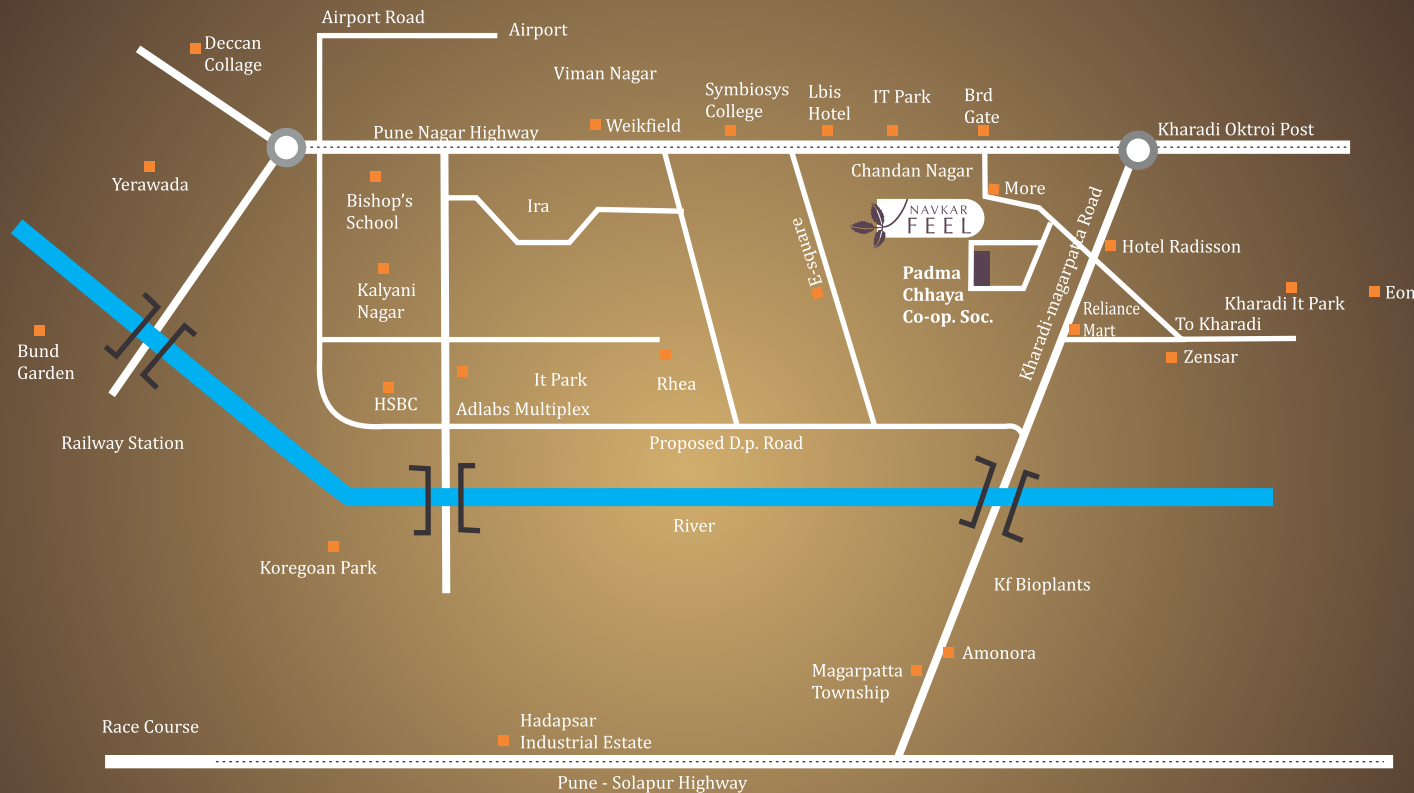 Airport Road
Airport
Deccan
Collage
Viman Nagar
Symbiosys
College
Lbis
Hotel
IT Park
Brd
Gate
Pune Nagar Highway
Weikfield
Kharadi Oktroi Post
Yerawada
Bishop's
School
Ira
Chandan Nagar
More
NAVKAR
FEEL
E-square
Kharadi-magarpatta Road
Hotel Radisson
Padma
Chhaya
Co-op. Soc.
Kalyani
Nagar
Kharadi It Park
Eon
Reliance
Mart
To Kharadi
Zensar
Bund
Garden
It Park
Rhea
HSBC
Adlabs Multiplex
Railway Station
Proposed D.p. Road
River
Koregoan Park
Kf Bioplants
Amonora
Magarpatta
Township
Race Course
Hadapsar
Industrial Estate
Pune - Solapur Highway